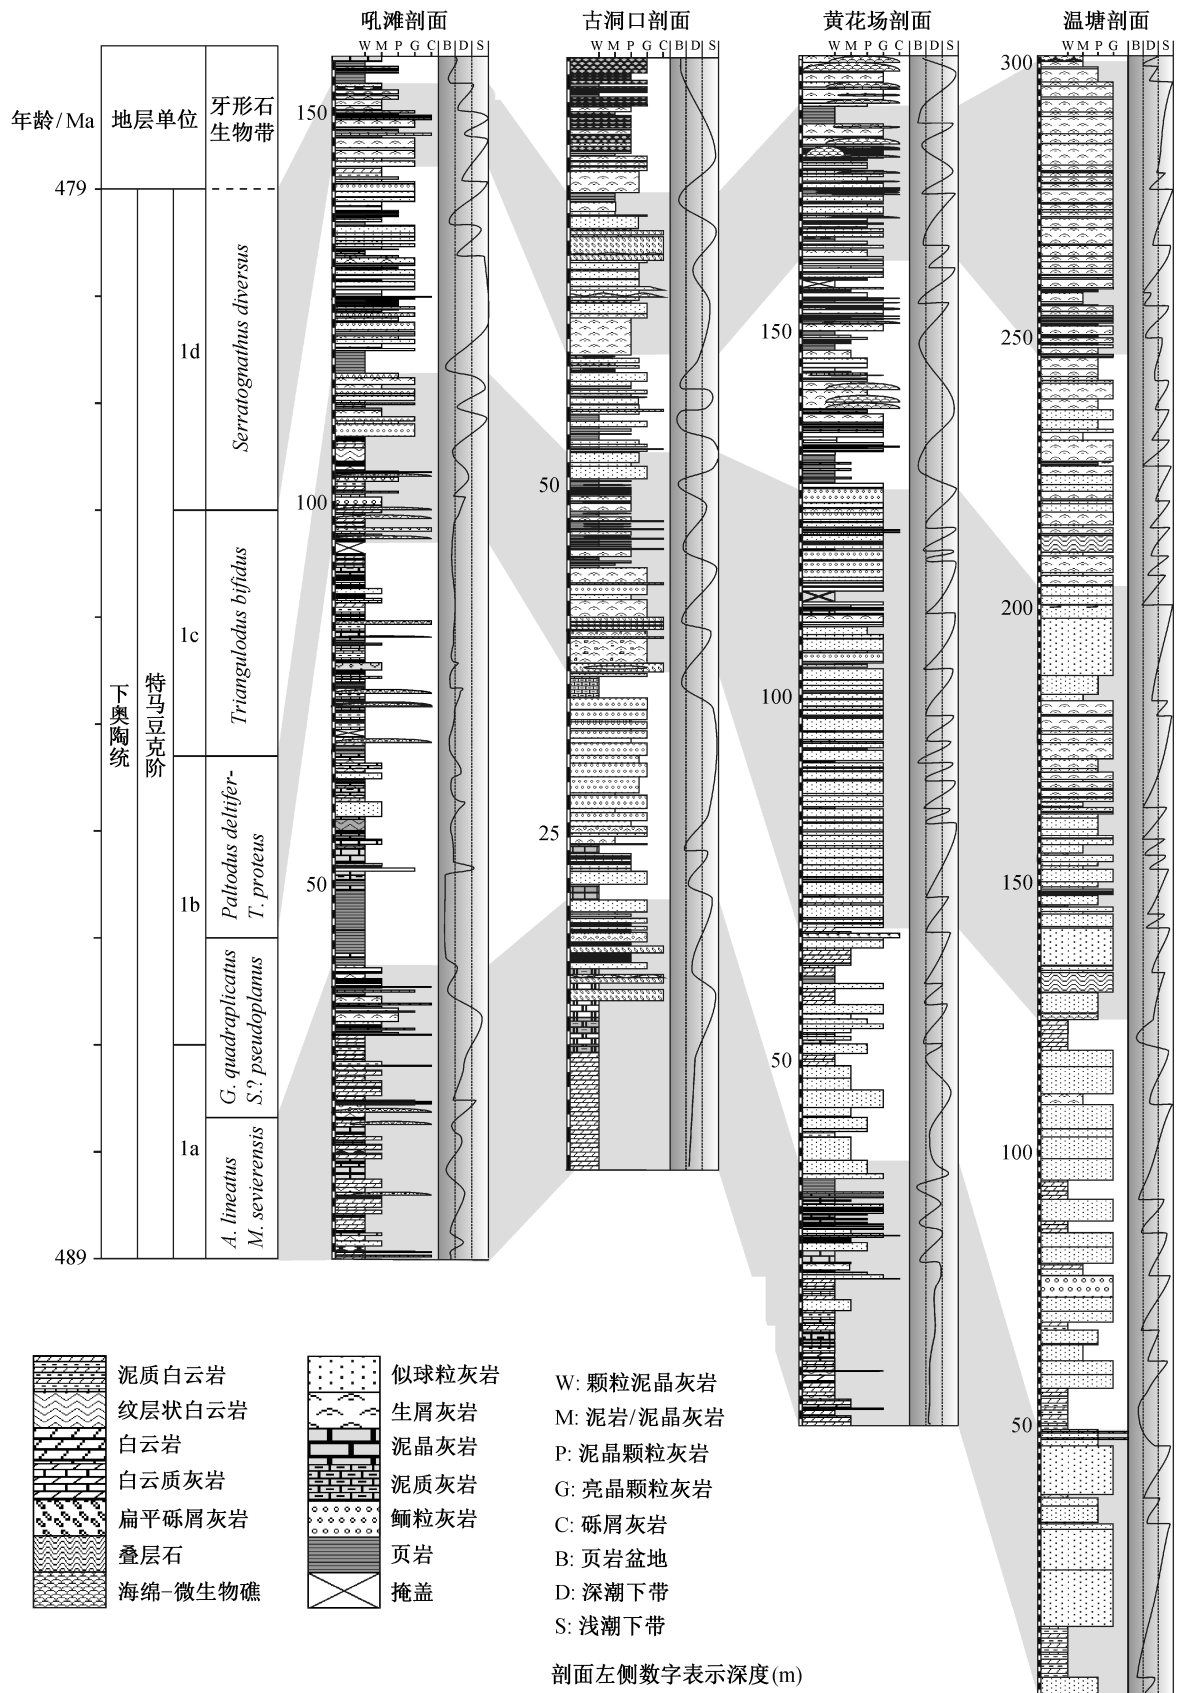 吼滩剖面
古洞口剖面
黄花场剖面
温塘剖面
W M P G C B D S
W M P G C B D S
W M P G C B D S
W M P G B D S
年龄/Ma
地层单位
牙形石
生物带
479
489
下奥陶统
特马豆克阶
1d
1c
1b
1a
Serratognathus diversus
Triangulodus bifidus
Paltodus deltifer-
T. proteus
G. quadraplicatus
S.? pseudoplanus
A. lineatus
M. sevierensis
150
100
50
50
25
150
100
50
300
250
200
150
100
50
泥质白云岩
纹层状白云岩
白云岩
白云质灰岩
扁平砾屑灰岩
叠层石
海绵-微生物礁
似球粒灰岩
生屑灰岩
泥晶灰岩
泥质灰岩
鲕粒灰岩
页岩
掩盖
W: 颗粒泥晶灰岩
M: 泥岩/泥晶灰岩
P: 泥晶颗粒灰岩
G: 亮晶颗粒灰岩
C: 砾屑灰岩
B: 页岩盆地
D: 深潮下带
S: 浅潮下带
剖面左侧数字表示深度(m)